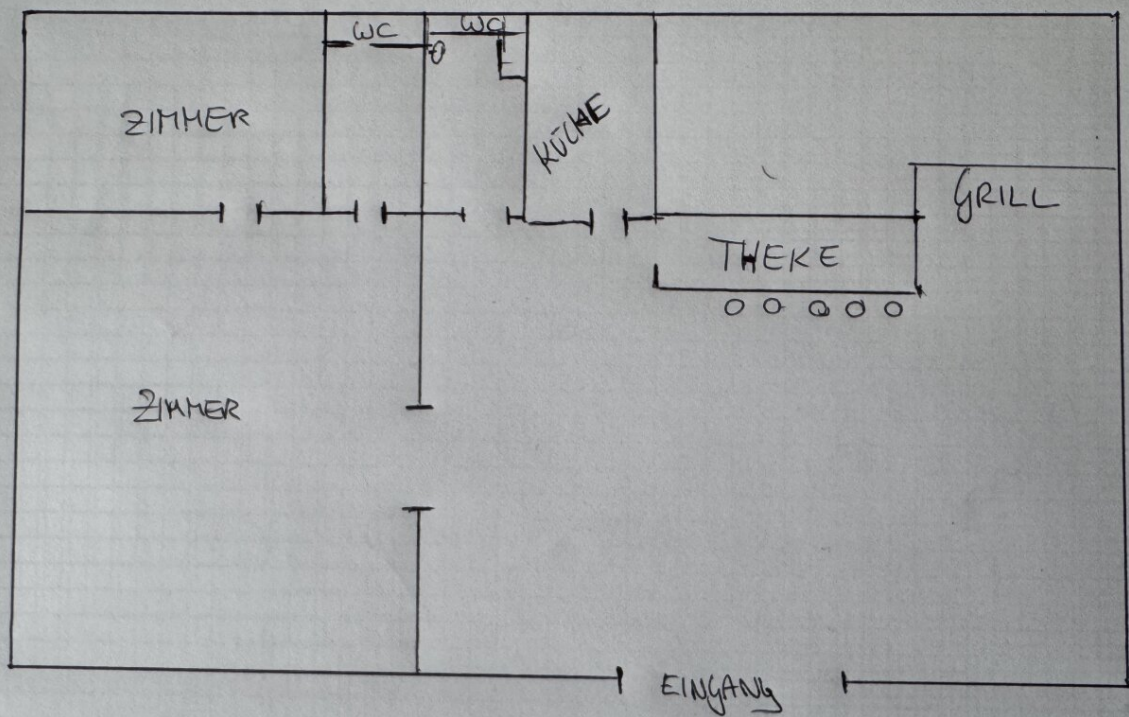 WC
WC
ZIMMER
KÜCHE
GRILL
THEKE
ZIMMER
EINGANG